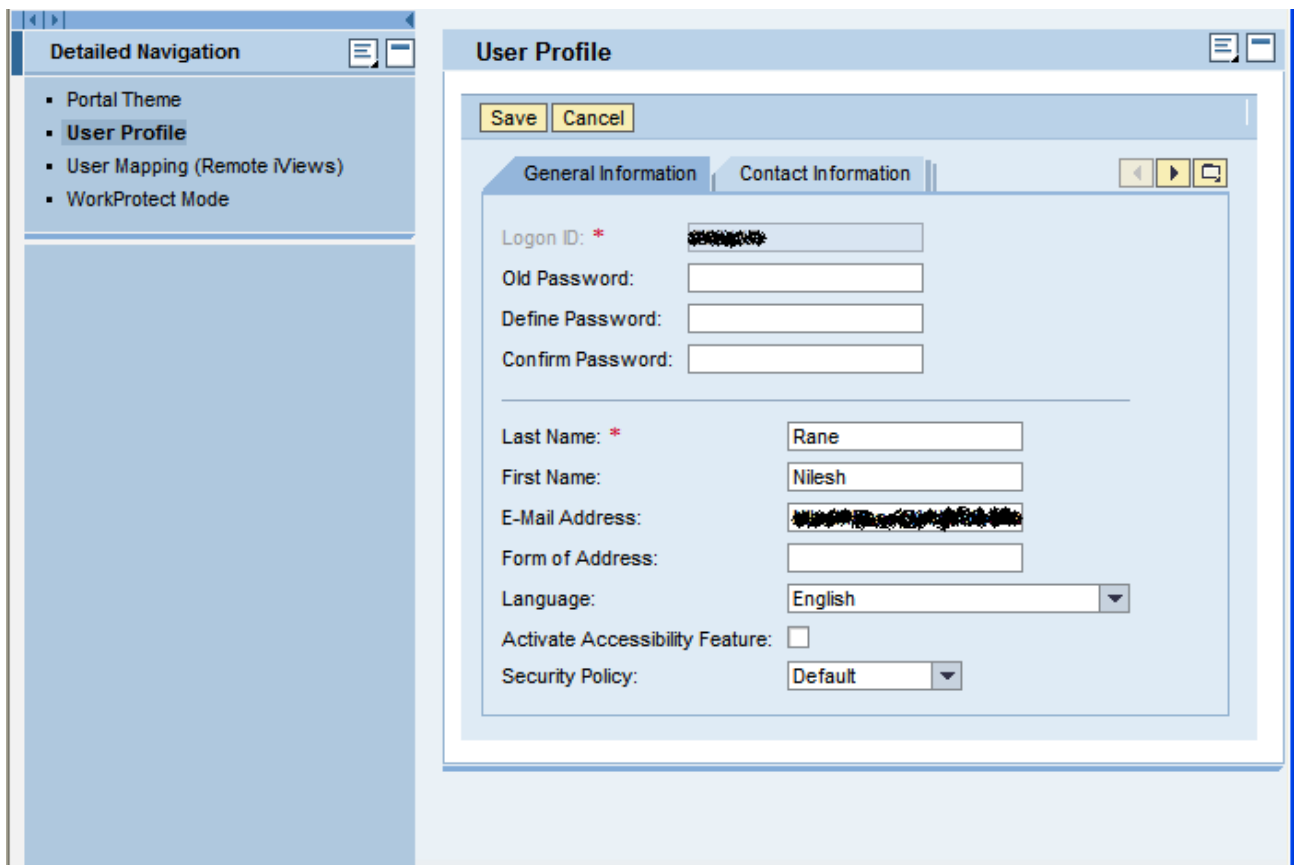 Detailed Navigation
Portal Theme
User Profile
User Mapping (Remote iViews)
WorkProtect Mode
User Profile
Save Cancel
General Information Contact Information
Logon ID: *
Old Password:
Define Password:
Confirm Password:
Last Name: * Rane
First Name: Nilesh
E-Mail Address:
Form of Address:
Language: English
Activate Accessibility Feature:
Security Policy: Default